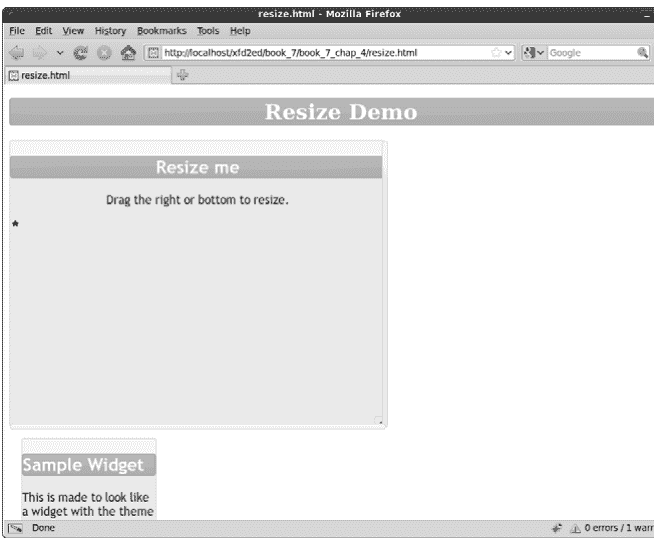 resize.html - Mozilla Firefox
File Edit View History Bookmarks Tools Help
http://localhost/xfd2ed/book_7/book_7_chap_4/resize.html
Google
resize.html
Resize Demo
Resize me
Drag the right or bottom to resize.
*
Sample Widget
This is made to look like
a widget with the theme
Done
0 errors / 1 warr